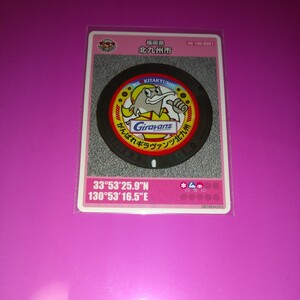 福岡県
北九州市
KITAKYUSHU
Giravanz
がんばれギラヴァンツ北九州
33°53'25.9"N
130°53'16.5"E